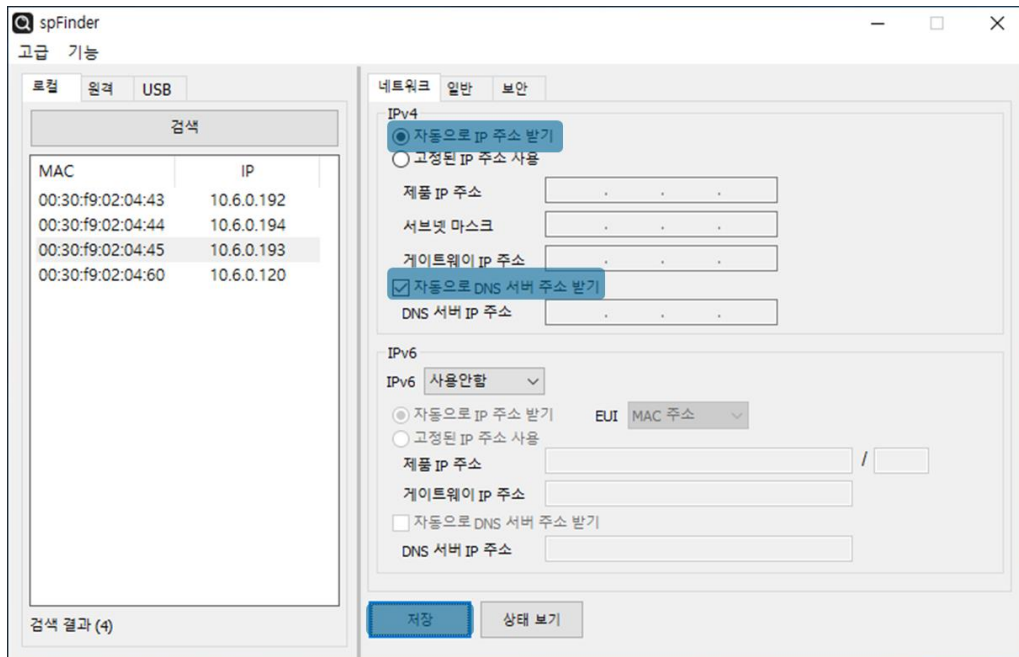 spFinder
고급 기능
로컬 원격 USB
검색
MAC IP
00:30:f9:02:04:43 10.6.0.192
00:30:f9:02:04:44 10.6.0.194
00:30:f9:02:04:45 10.6.0.193
00:30:f9:02:04:60 10.6.0.120
검색 결과 (4)
네트워크 일반 보안
IPv4
자동으로 IP 주소 받기
고정된 IP 주소 사용
제품 IP 주소 . . .
서브넷 마스크 . . .
게이트웨이 IP 주소 . . .
자동으로 DNS 서버 주소 받기
DNS 서버 IP 주소 . . .
IPv6
IPv6 사용안함
자동으로 IP 주소 받기 EUI MAC 주소
고정된 IP 주소 사용
제품 IP 주소 /
게이트웨이 IP 주소
자동으로 DNS 서버 주소 받기
DNS 서버 IP 주소
저장 상태 보기